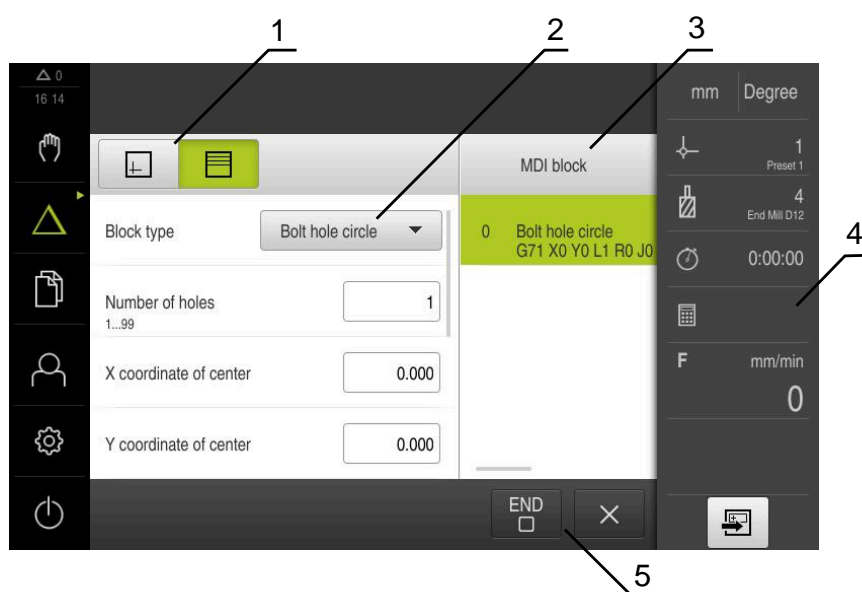 1
2
3
0
16 14
mm Degree
1
Preset 1
MDI block
4
End Mill D12
Block type
Bolt hole circle
0 Bolt hole circle
G71 X0 Y0 L1 R0 J0
4
0:00:00
Number of holes
1...99
1
F mm/min
0
X coordinate of center
0.000
Y coordinate of center
0.000
END
5